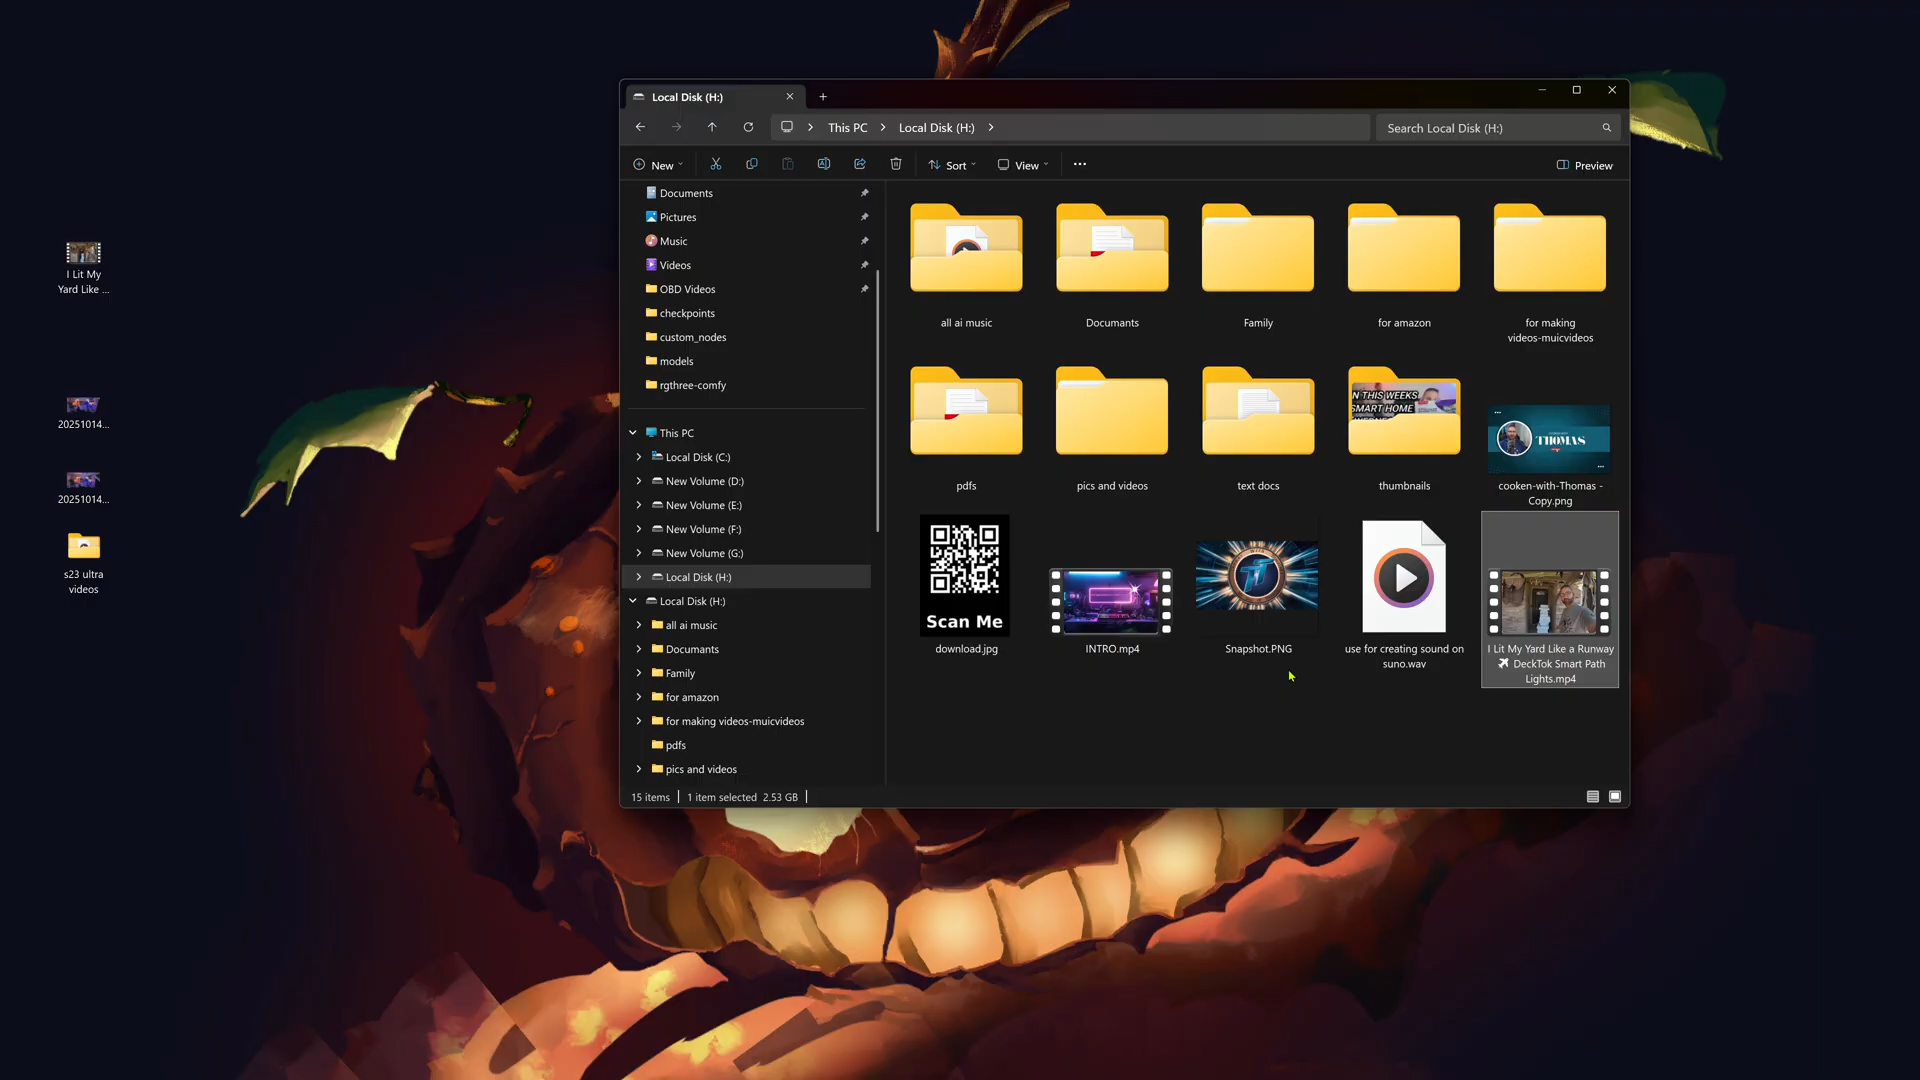 I Lit My
Yard Like ...
20251014...
20251014...
s23 ultra
videos
Local Disk (H:)
This PC
Local Disk (H:)
Search Local Disk (H:)
New
Sort
View
Preview
Documents
Pictures
Music
Videos
OBD Videos
checkpoints
custom_nodes
models
rgthree-comfy
This PC
Local Disk (C:)
New Volume (D:)
New Volume (E:)
New Volume (F:)
New Volume (G:)
Local Disk (H:)
Local Disk (H:)
all ai music
Documants
Family
for amazon
for making videos-muicvideos
pdfs
pics and videos
all ai music
Documants
Family
for amazon
for making
videos-muicvideos
N THIS WEEKS
SMART HOME
THOMAS
pdfs
pics and videos
text docs
thumbnails
cooken-with-Thomas -
Copy.png
Scan Me
download.jpg
INTRO.mp4
Snapshot.PNG
use for creating sound on
suno.wav
I Lit My Yard Like a Runway
✈ DeckTok Smart Path
Lights.mp4
15 items
1 item selected 2.53 GB